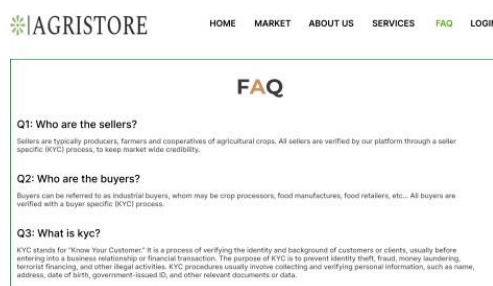 AGRISTORE
HOME MARKET ABOUT US SERVICES FAQ LOGIN
FAQ
Q1: Who are the sellers?
Sellers are typically producers, farmers and cooperatives of agricultural crops. All sellers are verified by our platform through a seller
specific (KYC) process, to keep market wide credibility.
Q2: Who are the buyers?
Buyers can be referred to as industrial buyers, whom may be crop processors, food manufactures, food retailers, etc... All buyers are
verified with a buyer specific (KYC) process.
Q3: What is kyc?
KYC stands for "Know Your Customer." It is a process of verifying the identity and background of customers or clients, usually before
entering into a business relationship or financial transaction. The purpose of KYC is to prevent identity theft, fraud, money laundering,
terrorist financing, and other illegal activities. KYC procedures usually involve collecting and verifying personal information, such as name,
address, date of birth, government-issued ID, and other relevant documents or data.